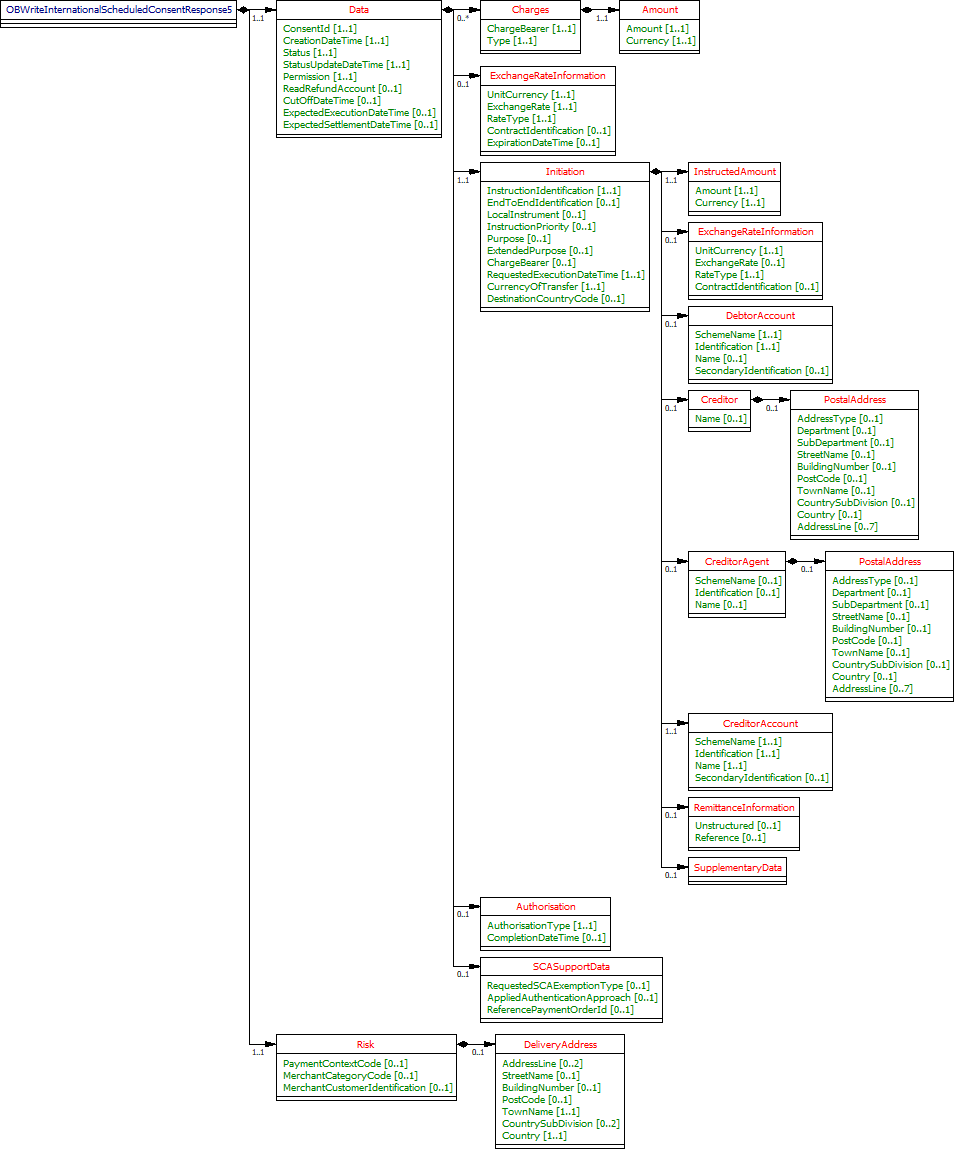 OBWriteInternationalScheduledConsentResponse5
1..1
Data
ConsentId [1..1]
CreationDateTime [1..1]
Status [1..1]
StatusUpdateDateTime [1..1]
Permission [1..1]
ReadRefundAccount [0..1]
CutOffDateTime [0..1]
ExpectedExecutionDateTime [0..1]
ExpectedSettlementDateTime [0..1]
0..*
Charges
ChargeBearer [1..1]
Type [1..1]
1..1
Amount
Amount [1..1]
Currency [1..1]
0..1
ExchangeRateInformation
UnitCurrency [1..1]
ExchangeRate [1..1]
RateType [1..1]
ContractIdentification [0..1]
ExpirationDateTime [0..1]
1..1
Initiation
InstructionIdentification [1..1]
EndToEndIdentification [0..1]
LocalInstrument [0..1]
InstructionPriority [0..1]
Purpose [0..1]
ExtendedPurpose [0..1]
ChargeBearer [0..1]
RequestedExecutionDateTime [1..1]
CurrencyOfTransfer [1..1]
DestinationCountryCode [0..1]
1..1
InstructedAmount
Amount [1..1]
Currency [1..1]
0..1
ExchangeRateInformation
UnitCurrency [1..1]
ExchangeRate [0..1]
RateType [1..1]
ContractIdentification [0..1]
0..1
DebtorAccount
SchemeName [1..1]
Identification [1..1]
Name [0..1]
SecondaryIdentification [0..1]
0..1
Creditor
Name [0..1]
0..1
PostalAddress
AddressType [0..1]
Department [0..1]
SubDepartment [0..1]
StreetName [0..1]
BuildingNumber [0..1]
PostCode [0..1]
TownName [0..1]
CountrySubDivision [0..1]
Country [0..1]
AddressLine [0..7]
0..1
CreditorAgent
SchemeName [0..1]
Identification [0..1]
Name [0..1]
0..1
PostalAddress
AddressType [0..1]
Department [0..1]
SubDepartment [0..1]
StreetName [0..1]
BuildingNumber [0..1]
PostCode [0..1]
TownName [0..1]
CountrySubDivision [0..1]
Country [0..1]
AddressLine [0..7]
1..1
CreditorAccount
SchemeName [1..1]
Identification [1..1]
Name [1..1]
SecondaryIdentification [0..1]
0..1
RemittanceInformation
Unstructured [0..1]
Reference [0..1]
0..1
SupplementaryData
0..1
Authorisation
AuthorisationType [1..1]
CompletionDateTime [0..1]
0..1
SCASupportData
RequestedSCAExemptionType [0..1]
AppliedAuthenticationApproach [0..1]
ReferencePaymentOrderId [0..1]
1..1
Risk
PaymentContextCode [0..1]
MerchantCategoryCode [0..1]
MerchantCustomerIdentification [0..1]
0..1
DeliveryAddress
AddressLine [0..2]
StreetName [0..1]
BuildingNumber [0..1]
PostCode [0..1]
TownName [1..1]
CountrySubDivision [0..2]
Country [1..1]